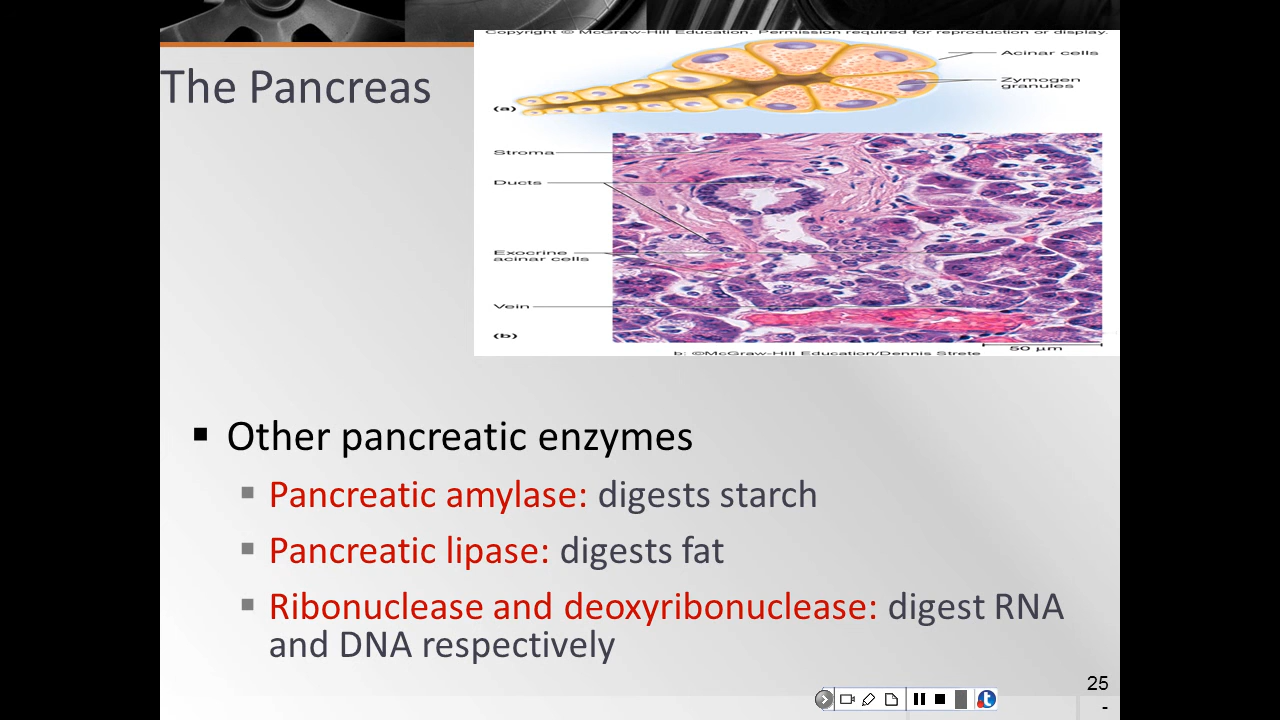 Copyright © McGraw-Hill Education. Permission required for reproduction or display.
The Pancreas
Acinar cells
Zymogen
granules
(a)
Stroma
Ducts
Exocrine
acinar cells
Vein
(b)
50 μm
b: ©McGraw-Hill Education/Dennis Strete
Other pancreatic enzymes
Pancreatic amylase: digests starch
Pancreatic lipase: digests fat
Ribonuclease and deoxyribonuclease: digest RNA
and DNA respectively
25
-
t